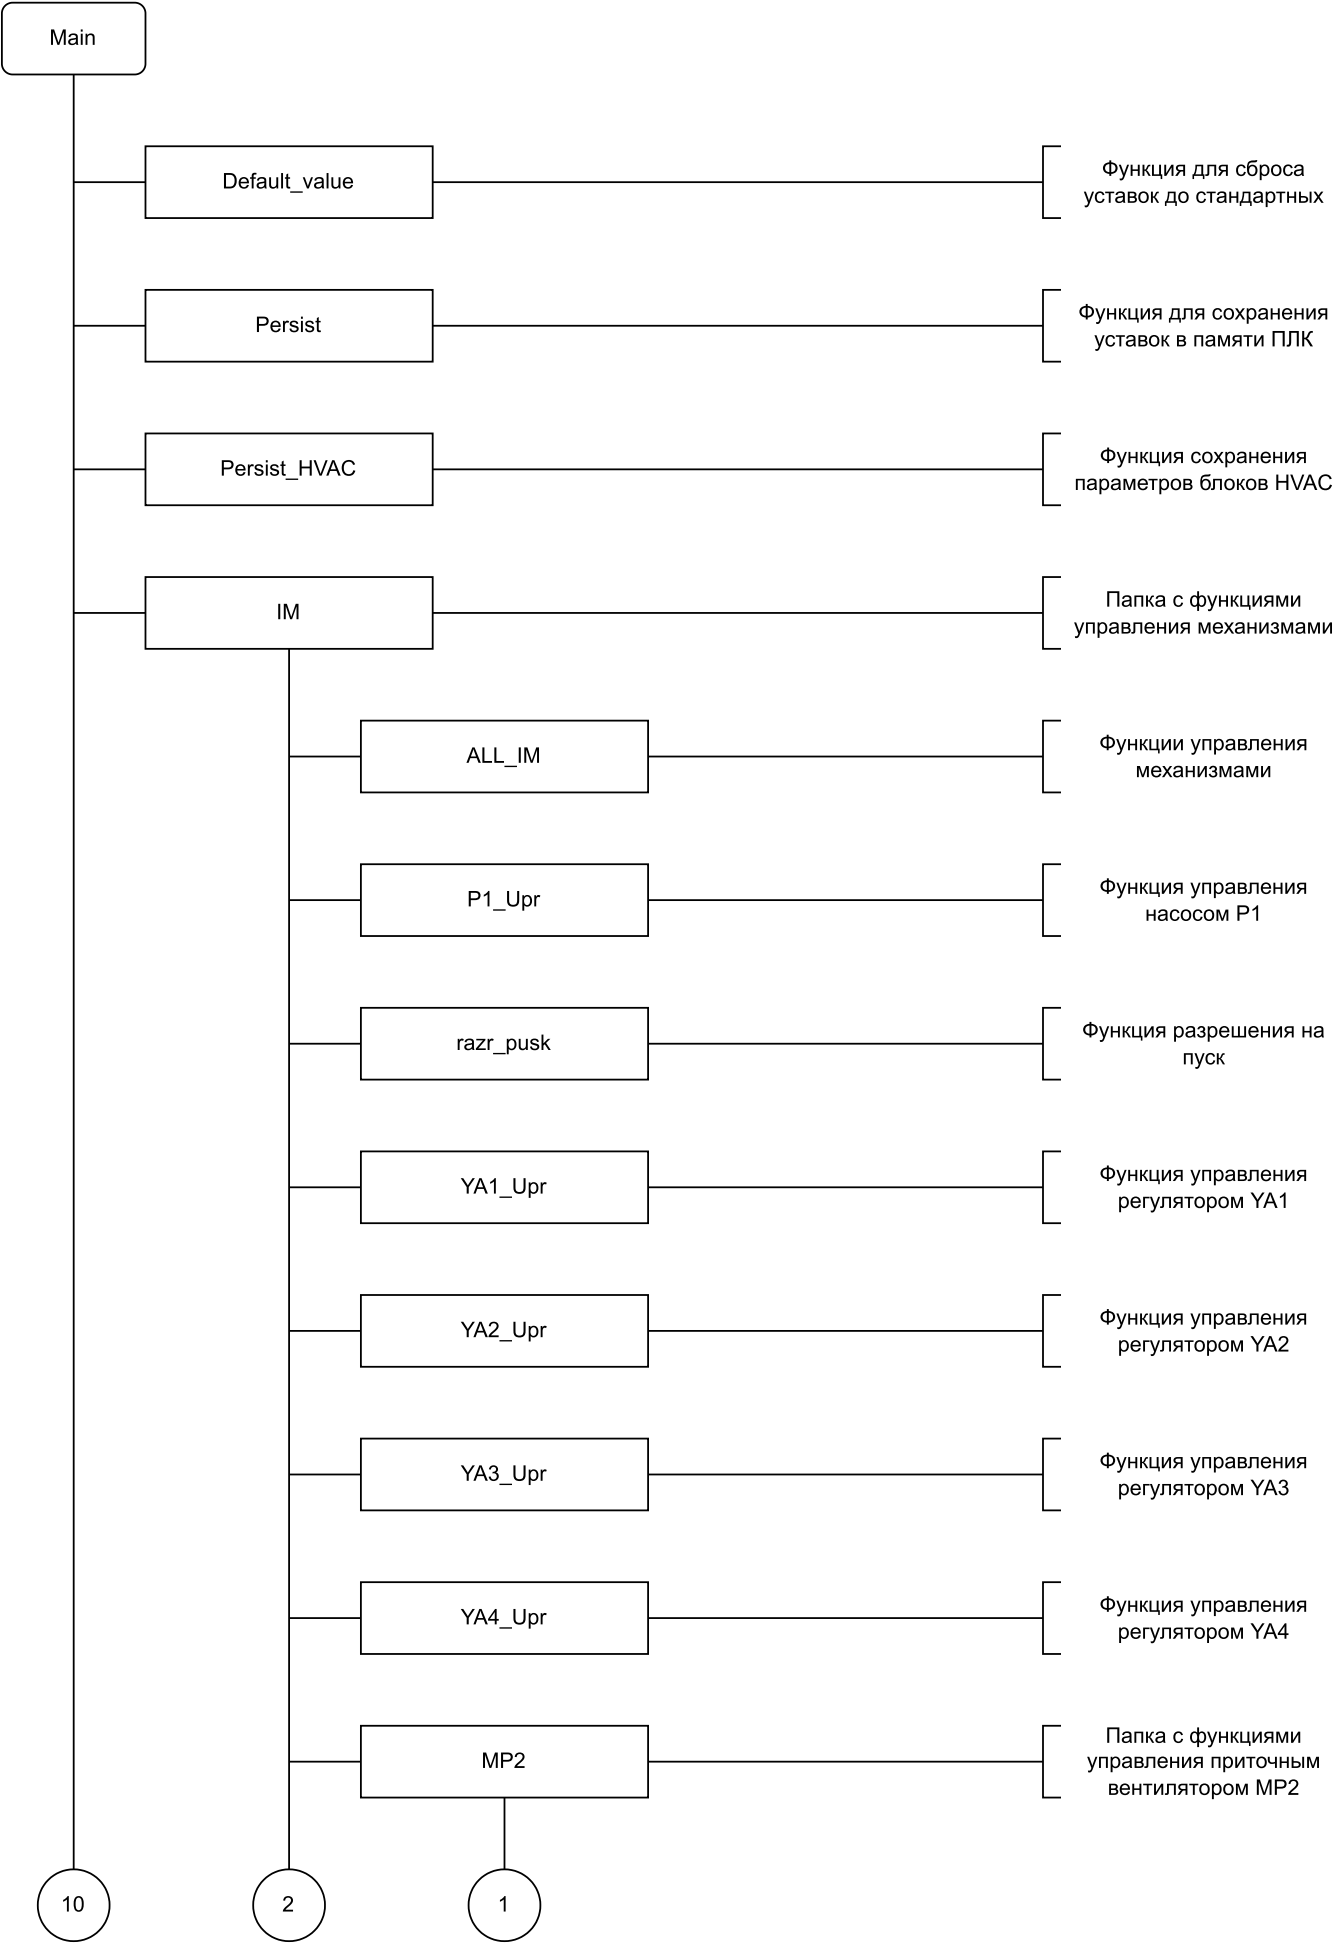 Main
Default_value
Функция для сброса
уставок до стандартных
Persist
Функция для сохранения
уставок в памяти ПЛК
Persist_HVAC
Функция сохранения
параметров блоков HVAC
IM
Папка с функциями
управления механизмами
ALL_IM
Функции управления
механизмами
P1_Upr
Функция управления
насосом P1
razr_pusk
Функция разрешения на
пуск
YA1_Upr
Функция управления
регулятором YA1
YA2_Upr
Функция управления
регулятором YA2
YA3_Upr
Функция управления
регулятором YA3
YA4_Upr
Функция управления
регулятором YA4
MP2
Папка с функциями
управления приточным
вентилятором MP2
10
2
1